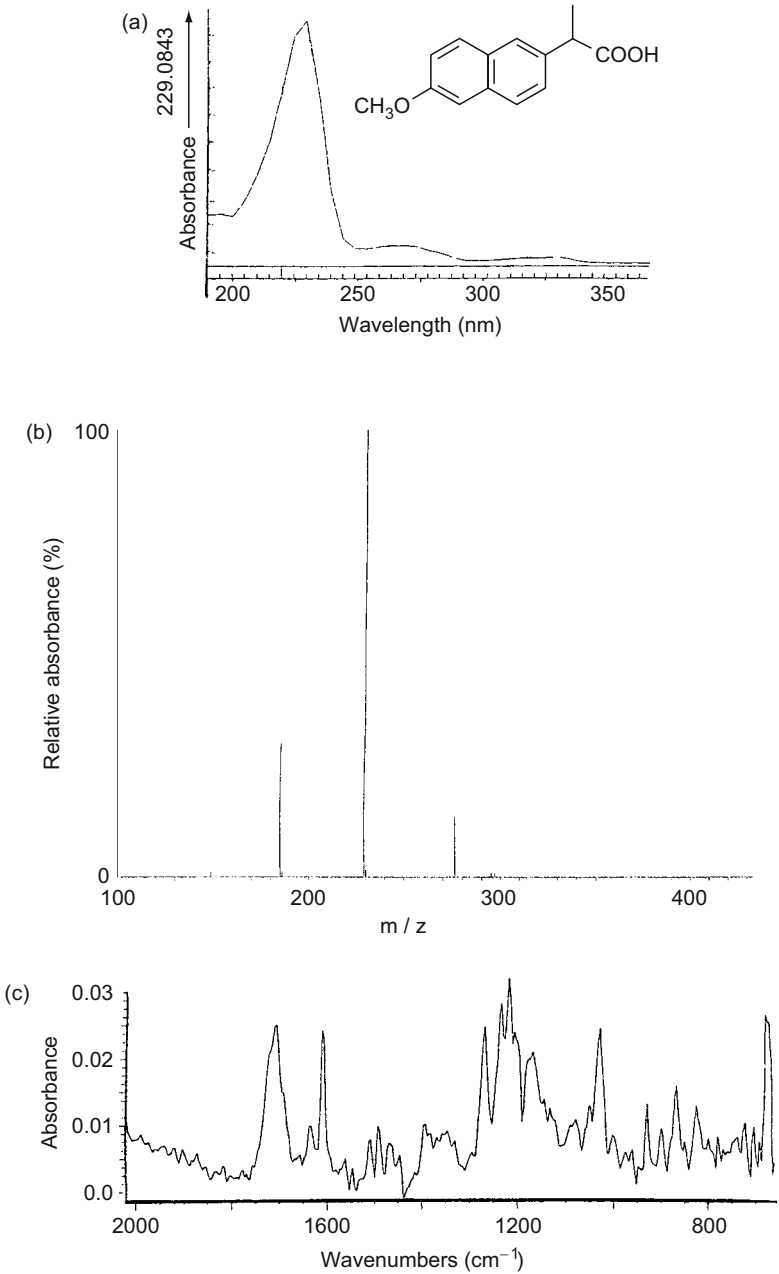 (a)
229.0843
Absorbance
COOH
CH₃O
200 250 300 350
Wavelength (nm)
(b)
100
Relative absorbance (%)
0
100 200 300 400
m / z
(c)
0.03
0.02
Absorbance
0.01
0.0
2000 1600 1200 800
Wavenumbers (cm⁻¹)